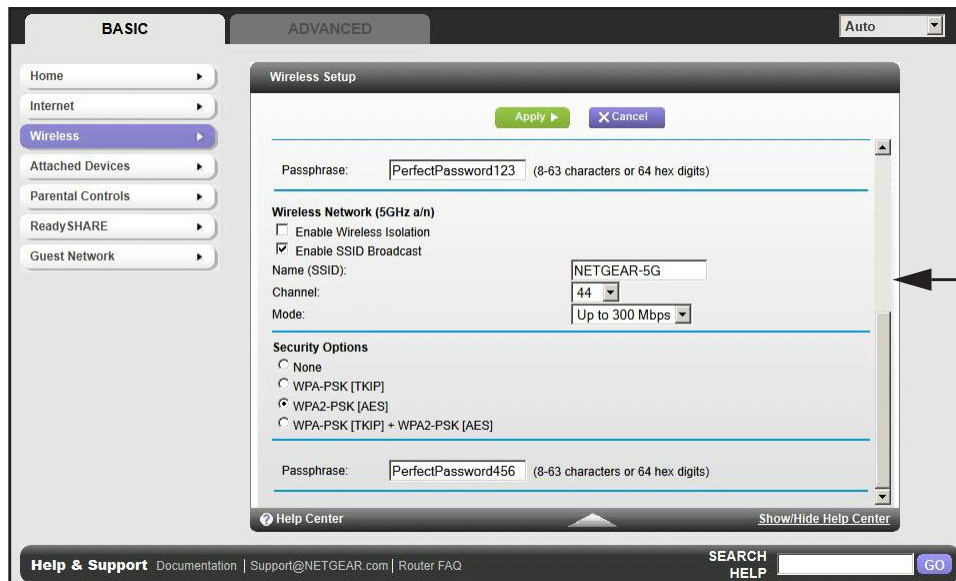 BASIC
ADVANCED
Auto
Home
Internet
Wireless
Attached Devices
Parental Controls
ReadySHARE
Guest Network
Wireless Setup
Apply
Cancel
Passphrase: PerfectPassword123 (8-63 characters or 64 hex digits)
Wireless Network (5GHz a/n)
Enable Wireless Isolation
Enable SSID Broadcast
Name (SSID): NETGEAR-5G
Channel: 44
Mode: Up to 300 Mbps
Security Options
None
WPA-PSK [TKIP]
WPA2-PSK [AES]
WPA-PSK [TKIP] + WPA2-PSK [AES]
Passphrase: PerfectPassword456 (8-63 characters or 64 hex digits)
Help Center
Show/Hide Help Center
Help & Support Documentation | Support@NETGEAR.com | Router FAQ
SEARCH HELP
GO